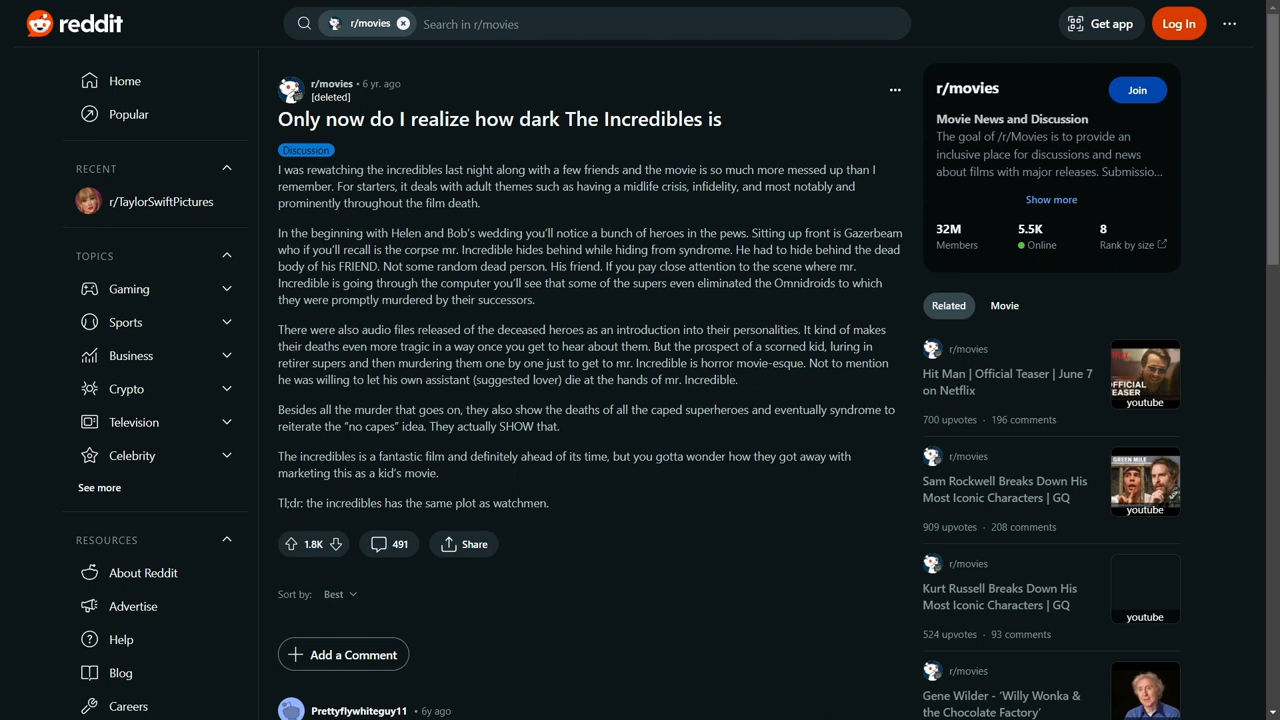 reddit
r/movies
Search in r/movies
Get app
Log In
Home
Popular
RECENT
r/TaylorSwiftPictures
TOPICS
Gaming
Sports
Business
Crypto
Television
Celebrity
See more
RESOURCES
About Reddit
Advertise
Help
Blog
Careers
r/movies • 6 yr. ago
[deleted]
Only now do I realize how dark The Incredibles is
Discussion
I was rewatching the incredibles last night along with a few friends and the movie is so much more messed up than I
remember. For starters, it deals with adult themes such as having a midlife crisis, infidelity, and most notably and
prominently throughout the film death.
In the beginning with Helen and Bob's wedding you'll notice a bunch of heroes in the pews. Sitting up front is Gazerbeam
who if you'll recall is the corpse mr. Incredible hides behind while hiding from syndrome. He had to hide behind the dead
body of his FRIEND. Not some random dead person. His friend. If you pay close attention to the scene where mr.
Incredible is going through the computer you'll see that some of the supers even eliminated the Omnidroids to which
they were promptly murdered by their successors.
There were also audio files released of the deceased heroes as an introduction into their personalities. It kind of makes
their deaths even more tragic in a way once you get to hear about them. But the prospect of a scorned kid, luring in
retirer supers and then murdering them one by one just to get to mr. Incredible is horror movie-esque. Not to mention
he was willing to let his own assistant (suggested lover) die at the hands of mr. Incredible.
Besides all the murder that goes on, they also show the deaths of all the caped superheroes and eventually syndrome to
reiterate the “no capes” idea. They actually SHOW that.
The incredibles is a fantastic film and definitely ahead of its time, but you gotta wonder how they got away with
marketing this as a kid's movie.
Tl;dr: the incredibles has the same plot as watchmen.
1.8K
491
Share
Sort by:
Best
Add a Comment
Prettyflywhiteguy11 • 6y ago
r/movies
Join
Movie News and Discussion
The goal of /r/Movies is to provide an
inclusive place for discussions and news
about films with major releases. Submissio...
Show more
32M
5.5K
8
Members
Online
Rank by size
Related
Movie
r/movies
Hit Man | Official Teaser | June 7
on Netflix
OFFICIAL
TEASER
youtube
700 upvotes · 196 comments
r/movies
Sam Rockwell Breaks Down His
Most Iconic Characters | GQ
GREEN MILE
youtube
909 upvotes · 208 comments
r/movies
Kurt Russell Breaks Down His
Most Iconic Characters | GQ
youtube
524 upvotes · 93 comments
r/movies
Gene Wilder - ‘Willy Wonka &
the Chocolate Factory’